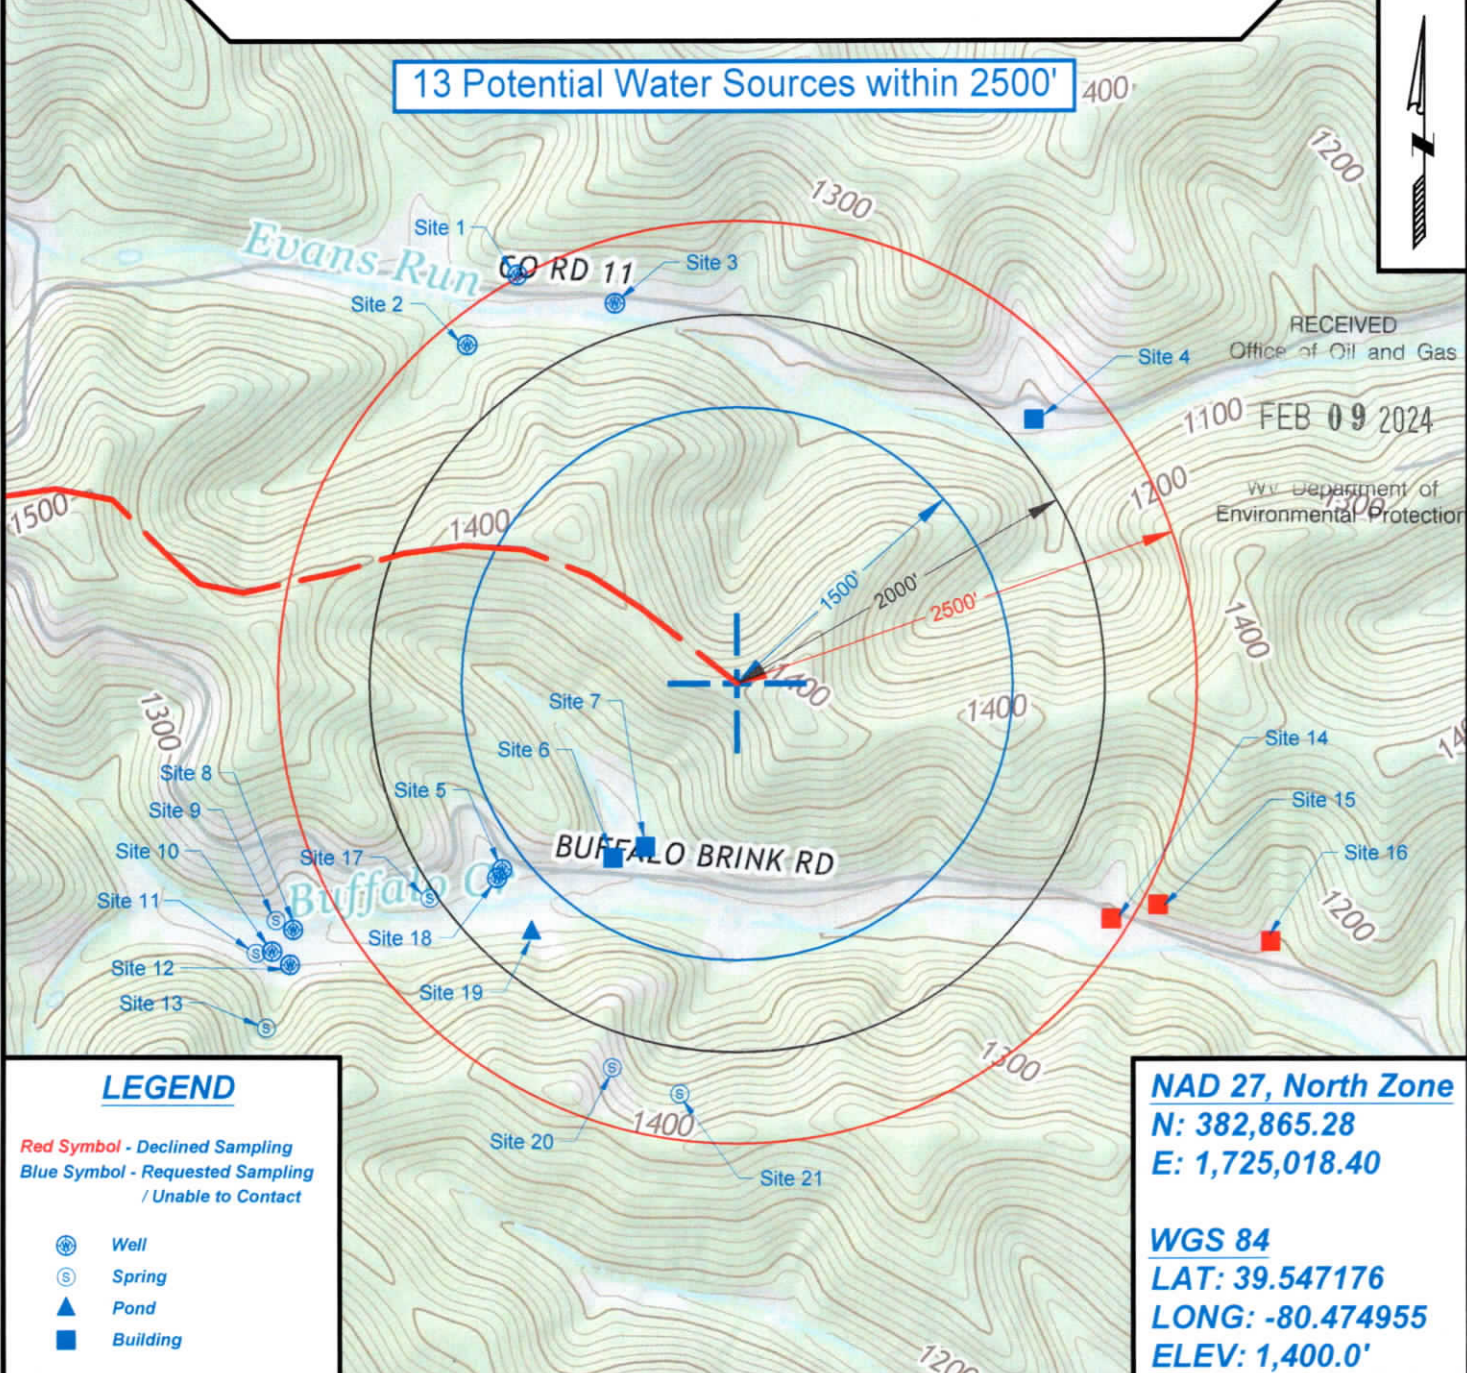 13 Potential Water Sources within 2500'
400
1200
1300
Site 1
Evans Run
CO RD 11
Site 3
Site 2
RECEIVED
Office of Oil and Gas
Site 4
1100
FEB 09 2024
1200
WV Department of
1300
Environmental Protection
1500
1400
1500'
2000'
2500'
1400
1400
1400
Site 7
1300
Site 14
Site 6
Site 8
Site 5
Site 15
Site 9
Site 10
Site 17
BUFFALO BRINK RD
Site 16
Buffalo Cr
Site 11
1200
Site 18
Site 12
Site 19
Site 13
1300
1400
Site 20
Site 21
LEGEND
Red Symbol - Declined Sampling
Blue Symbol - Requested Sampling
/ Unable to Contact
W Well
S Spring
Pond
Building
NAD 27, North Zone
N: 382,865.28
E: 1,725,018.40
WGS 84
LAT: 39.547176
LONG: -80.474955
ELEV: 1,400.0'
1200